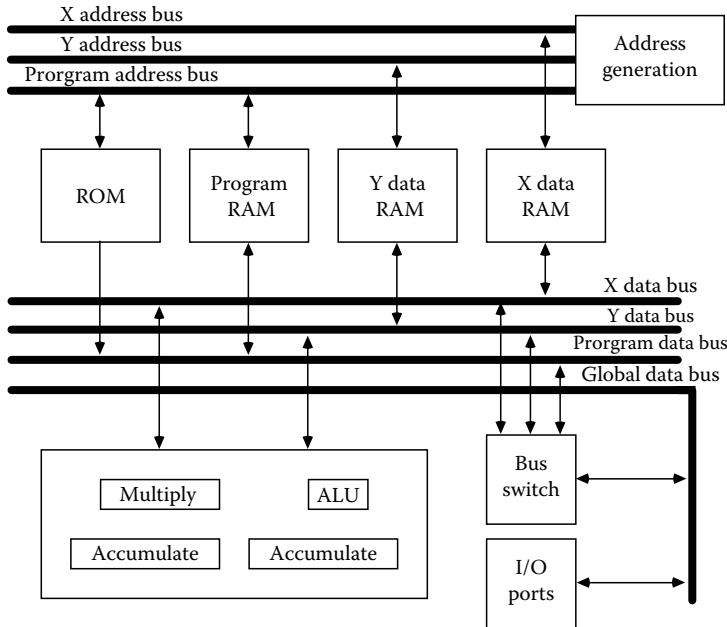 X address bus
Y address bus
Prorgram address bus
Address
generation
ROM
Program
RAM
Y data
RAM
X data
RAM
X data bus
Y data bus
Prorgram data bus
Global data bus
Multiply
ALU
Accumulate
Accumulate
Bus
switch
I/O
ports